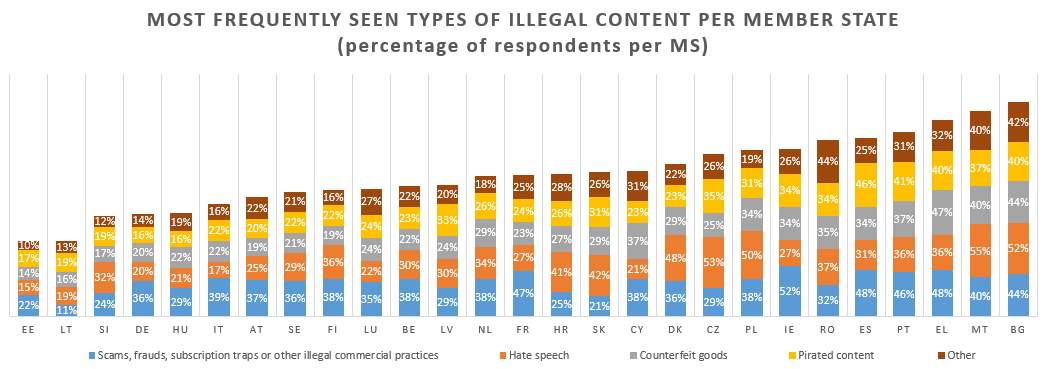 MOST FREQUENTLY SEEN TYPES OF ILLEGAL CONTENT PER MEMBER STATE
(percentage of respondents per MS)
10% 13% 12% 14% 19% 16% 22% 21% 16% 27% 22% 20% 18% 25% 28% 26% 31% 22% 26% 19% 26% 44% 25% 31% 32% 40% 42%
17% 19% 19% 16% 16% 22% 20% 22% 22% 24% 23% 33% 26% 24% 26% 31% 23% 23% 35% 31% 34% 34% 46% 41% 40% 37% 40%
14% 16% 17% 20% 22% 22% 19% 21% 19% 24% 22% 24% 29% 23% 27% 29% 37% 29% 25% 34% 34% 35% 34% 37% 47% 40% 44%
15% 19% 32% 20% 21% 17% 25% 29% 36% 22% 30% 30% 34% 27% 41% 42% 21% 48% 53% 50% 27% 37% 31% 36% 36% 55% 52%
22% 11% 24% 36% 29% 39% 37% 36% 38% 35% 38% 29% 38% 47% 25% 21% 38% 36% 29% 38% 52% 32% 48% 46% 48% 40% 44%
EE LT SI DE HU IT AT SE FI LU BE LV NL FR HR SK CY DK CZ PL IE RO ES PT EL MT BG
Scams, frauds, subscription traps or other illegal commercial practices Hate speech Counterfeit goods Pirated content Other